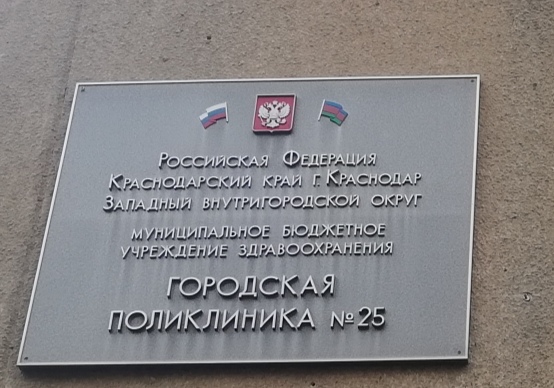 Российская Федерация
Краснодарский край г. Краснодар
Западный внутригородской округ
муниципальное бюджетное
учреждение здравоохранения
ГОРОДСКАЯ
ПОЛИКЛИНИКА №25